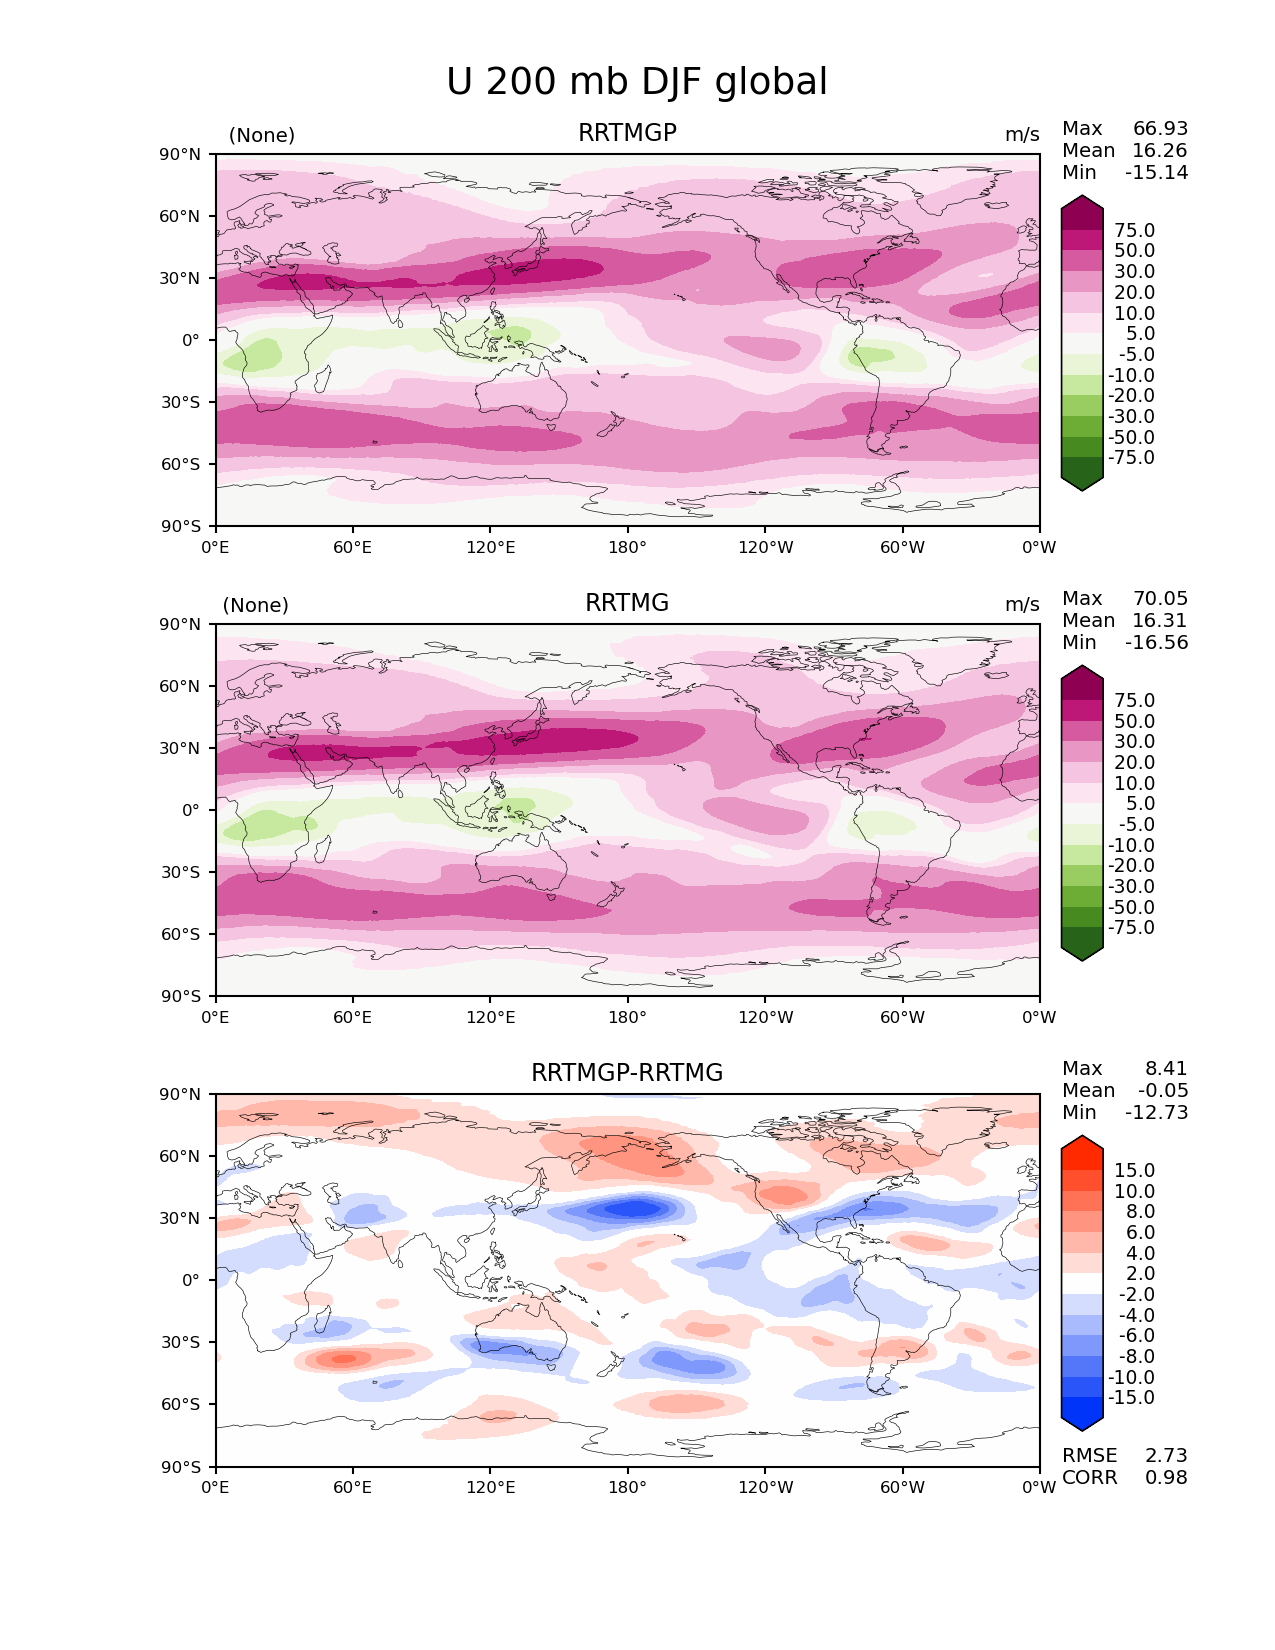 U 200 mb DJF global
(None) RRTMGP m/s
Max 66.93
Mean 16.26
Min -15.14
90°N
60°N
30°N
0°
30°S
60°S
90°S
0°E 60°E 120°E 180° 120°W 60°W 0°W
75.0
50.0
30.0
20.0
10.0
5.0
-5.0
-10.0
-20.0
-30.0
-50.0
-75.0
(None) RRTMG m/s
Max 70.05
Mean 16.31
Min -16.56
90°N
60°N
30°N
0°
30°S
60°S
90°S
0°E 60°E 120°E 180° 120°W 60°W 0°W
75.0
50.0
30.0
20.0
10.0
5.0
-5.0
-10.0
-20.0
-30.0
-50.0
-75.0
RRTMGP-RRTMG
Max 8.41
Mean -0.05
Min -12.73
90°N
60°N
30°N
0°
30°S
60°S
90°S
0°E 60°E 120°E 180° 120°W 60°W 0°W
15.0
10.0
8.0
6.0
4.0
2.0
-2.0
-4.0
-6.0
-8.0
-10.0
-15.0
RMSE 2.73
CORR 0.98